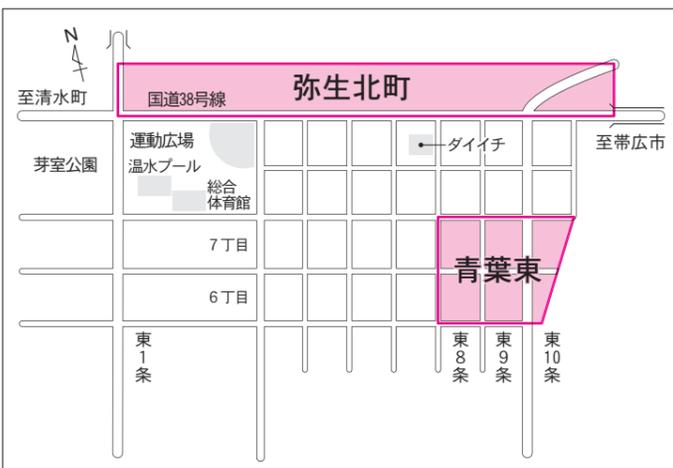 N
至清水町
国道38号線
弥生北町
至帯広市
芽室公園
運動広場
温水プール
総合
体育館
ダイイチ
7丁目
6丁目
青葉東
東1条
東8条
東9条
東10条